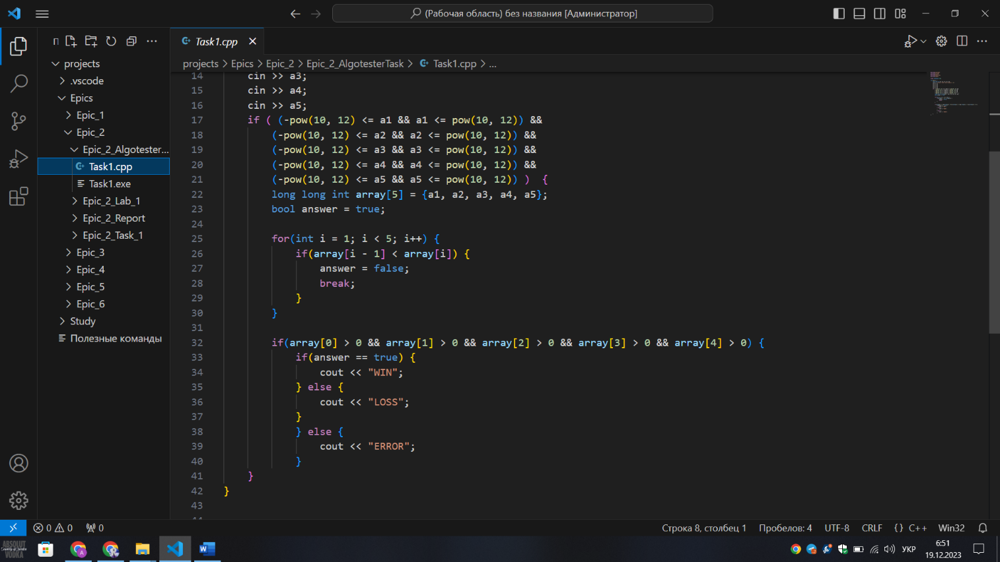 (Рабочая область) без названия [Администратор]
П
Task1.cpp
projects > Epics > Epic_2 > Epic_2_AlgotesterTask > Task1.cpp > ...
projects
.vscode
Epics
Epic_1
Epic_2
Epic_2_Algotester...
Task1.cpp
Task1.exe
Epic_2_Lab_1
Epic_2_Report
Epic_2_Task_1
Epic_3
Epic_4
Epic_5
Epic_6
Study
Полезные команды
14 cin >> a3;
15 cin >> a4;
16 cin >> a5;
17 if ( (-pow(10, 12) <= a1 && a1 <= pow(10, 12)) &&
18 (-pow(10, 12) <= a2 && a2 <= pow(10, 12)) &&
19 (-pow(10, 12) <= a3 && a3 <= pow(10, 12)) &&
20 (-pow(10, 12) <= a4 && a4 <= pow(10, 12)) &&
21 (-pow(10, 12) <= a5 && a5 <= pow(10, 12)) ) {
22 long long int array[5] = {a1, a2, a3, a4, a5};
23 bool answer = true;
24
25 for(int i = 1; i < 5; i++) {
26 if(array[i - 1] < array[i]) {
27 answer = false;
28 break;
29 }
30 }
31
32 if(array[0] > 0 && array[1] > 0 && array[2] > 0 && array[3] > 0 && array[4] > 0) {
33 if(answer == true) {
34 cout << "WIN";
35 } else {
36 cout << "LOSS";
37 }
38 } else {
39 cout << "ERROR";
40 }
41 }
42 }
43
0 0 0
Строка 8, столбец 1 Пробелов: 4 UTF-8 CRLF {} C++ Win32
ABSOLUT
VODKA
A
W
УКР
6:51
19.12.2023